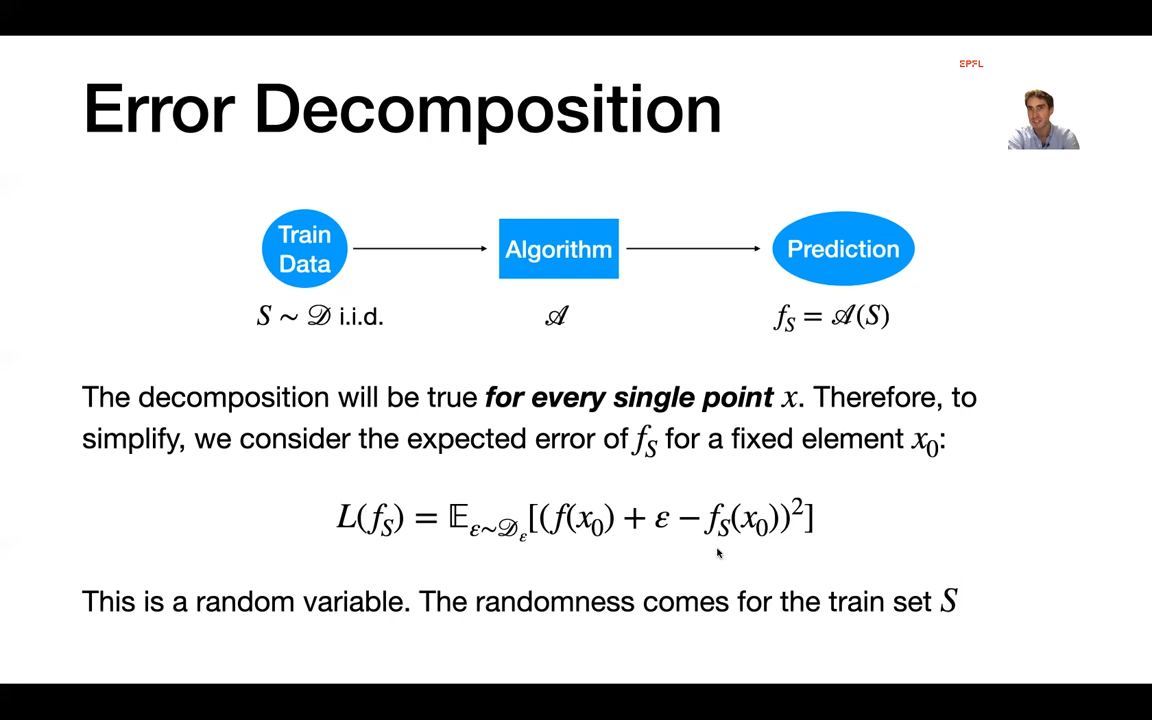 EPFL
Error Decomposition
Train
Data
Algorithm
Prediction
S ∼ 𝒟 i.i.d.
𝒜
f_S = 𝒜(S)
The decomposition will be true for every single point x. Therefore, to
simplify, we consider the expected error of f_S for a fixed element x_0:
L(f_S) = 𝔼_{ε∼𝒟_ε}[(f(x_0) + ε − f_S(x_0))^2]
This is a random variable. The randomness comes for the train set S